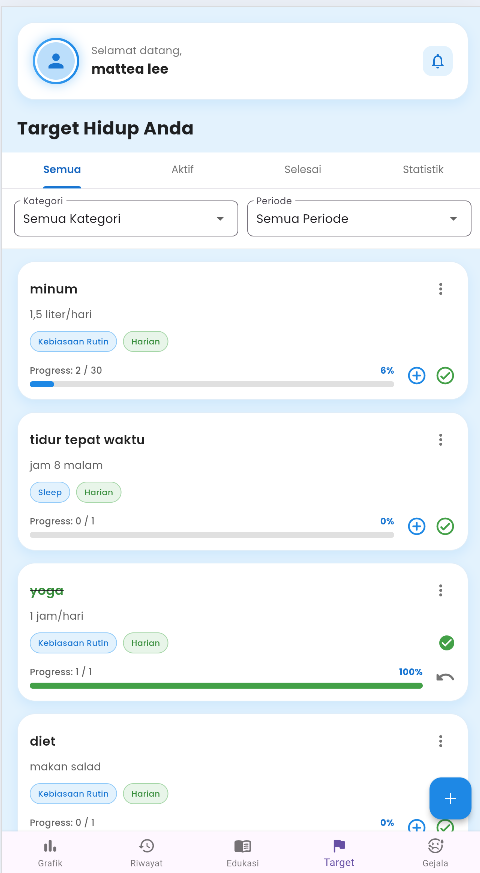 Selamat datang,
mattea lee
Target Hidup Anda
Semua Aktif Selesai Statistik
Kategori Periode
Semua Kategori Semua Periode
minum
1,5 liter/hari
Kebiasaan Rutin Harian
Progress: 2 / 30 6%
tidur tepat waktu
jam 8 malam
Sleep Harian
Progress: 0 / 1 0%
yoga
1 jam/hari
Kebiasaan Rutin Harian
Progress: 1 / 1 100%
diet
makan salad
Kebiasaan Rutin Harian
Progress: 0 / 1 0%
Grafik Riwayat Edukasi Target Gejala